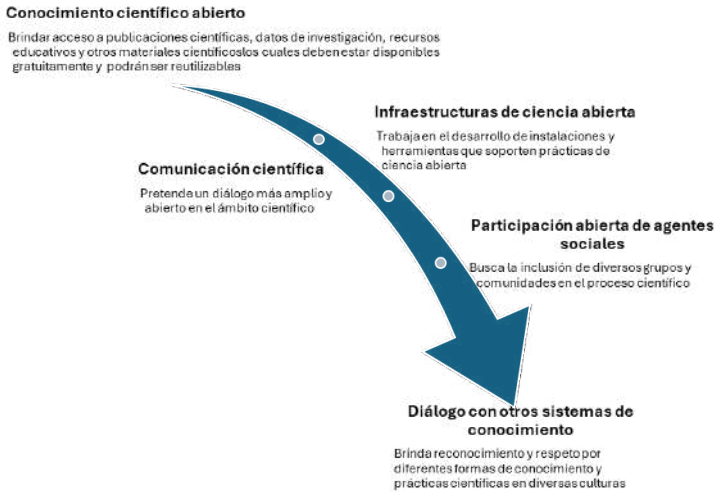 Conocimiento científico abierto
Brindar acceso a publicaciones científicas, datos de investigación, recursos
educativos y otros materiales científicoslos cuales deben estar disponibles
gratuitamente y podrán ser reutilizables
Infraestructuras de ciencia abierta
Trabaja en el desarrollo de instalaciones y
herramientas que soporten prácticas de
ciencia abierta
Comunicación científica
Pretende un diálogo más amplio y
abierto en el ámbito científico
Participación abierta de agentes
sociales
Busca la inclusión de diversos grupos y
comunidades en el proceso científico
Diálogo con otros sistemas de
conocimiento
Brinda reconocimiento y respeto por
diferentes formas de conocimiento y
prácticas científicas en diversas culturas